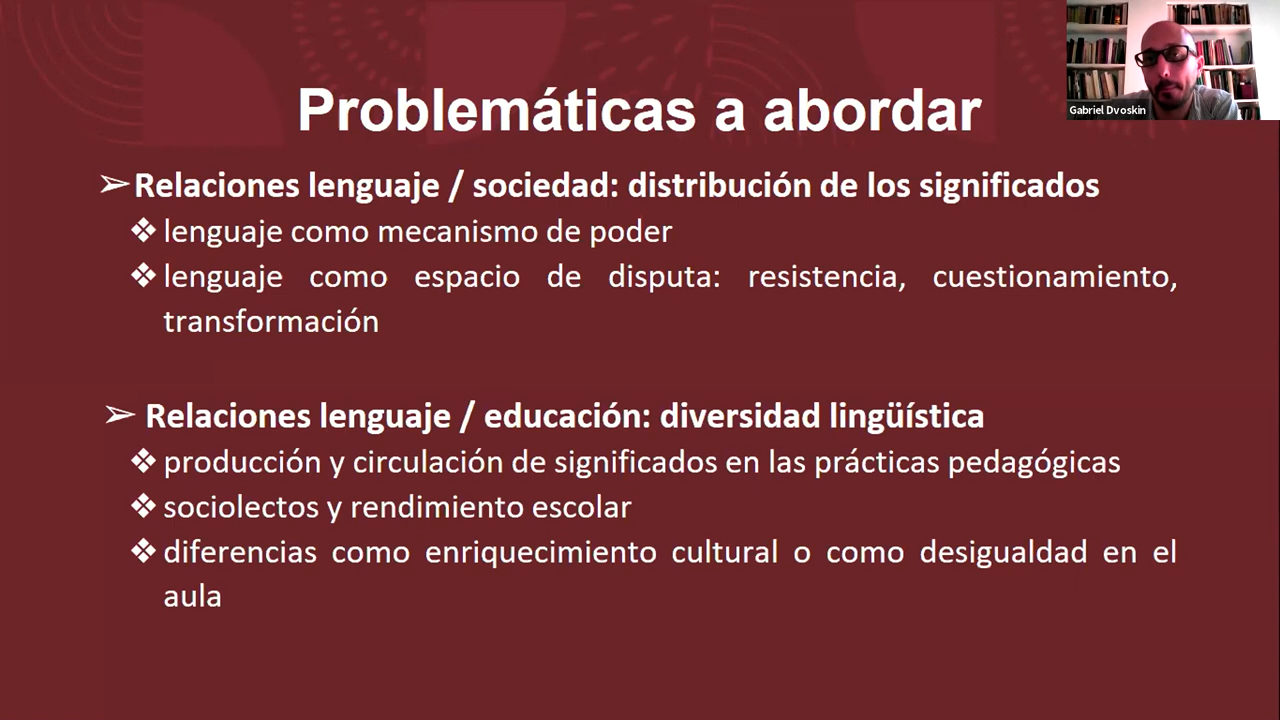 Problemáticas a abordar
Gabriel Dvoskin
➢Relaciones lenguaje / sociedad: distribución de los significados
❖lenguaje como mecanismo de poder
❖lenguaje como espacio de disputa: resistencia, cuestionamiento,
transformación
➢ Relaciones lenguaje / educación: diversidad lingüística
❖producción y circulación de significados en las prácticas pedagógicas
❖sociolectos y rendimiento escolar
❖diferencias como enriquecimiento cultural o como desigualdad en el
aula